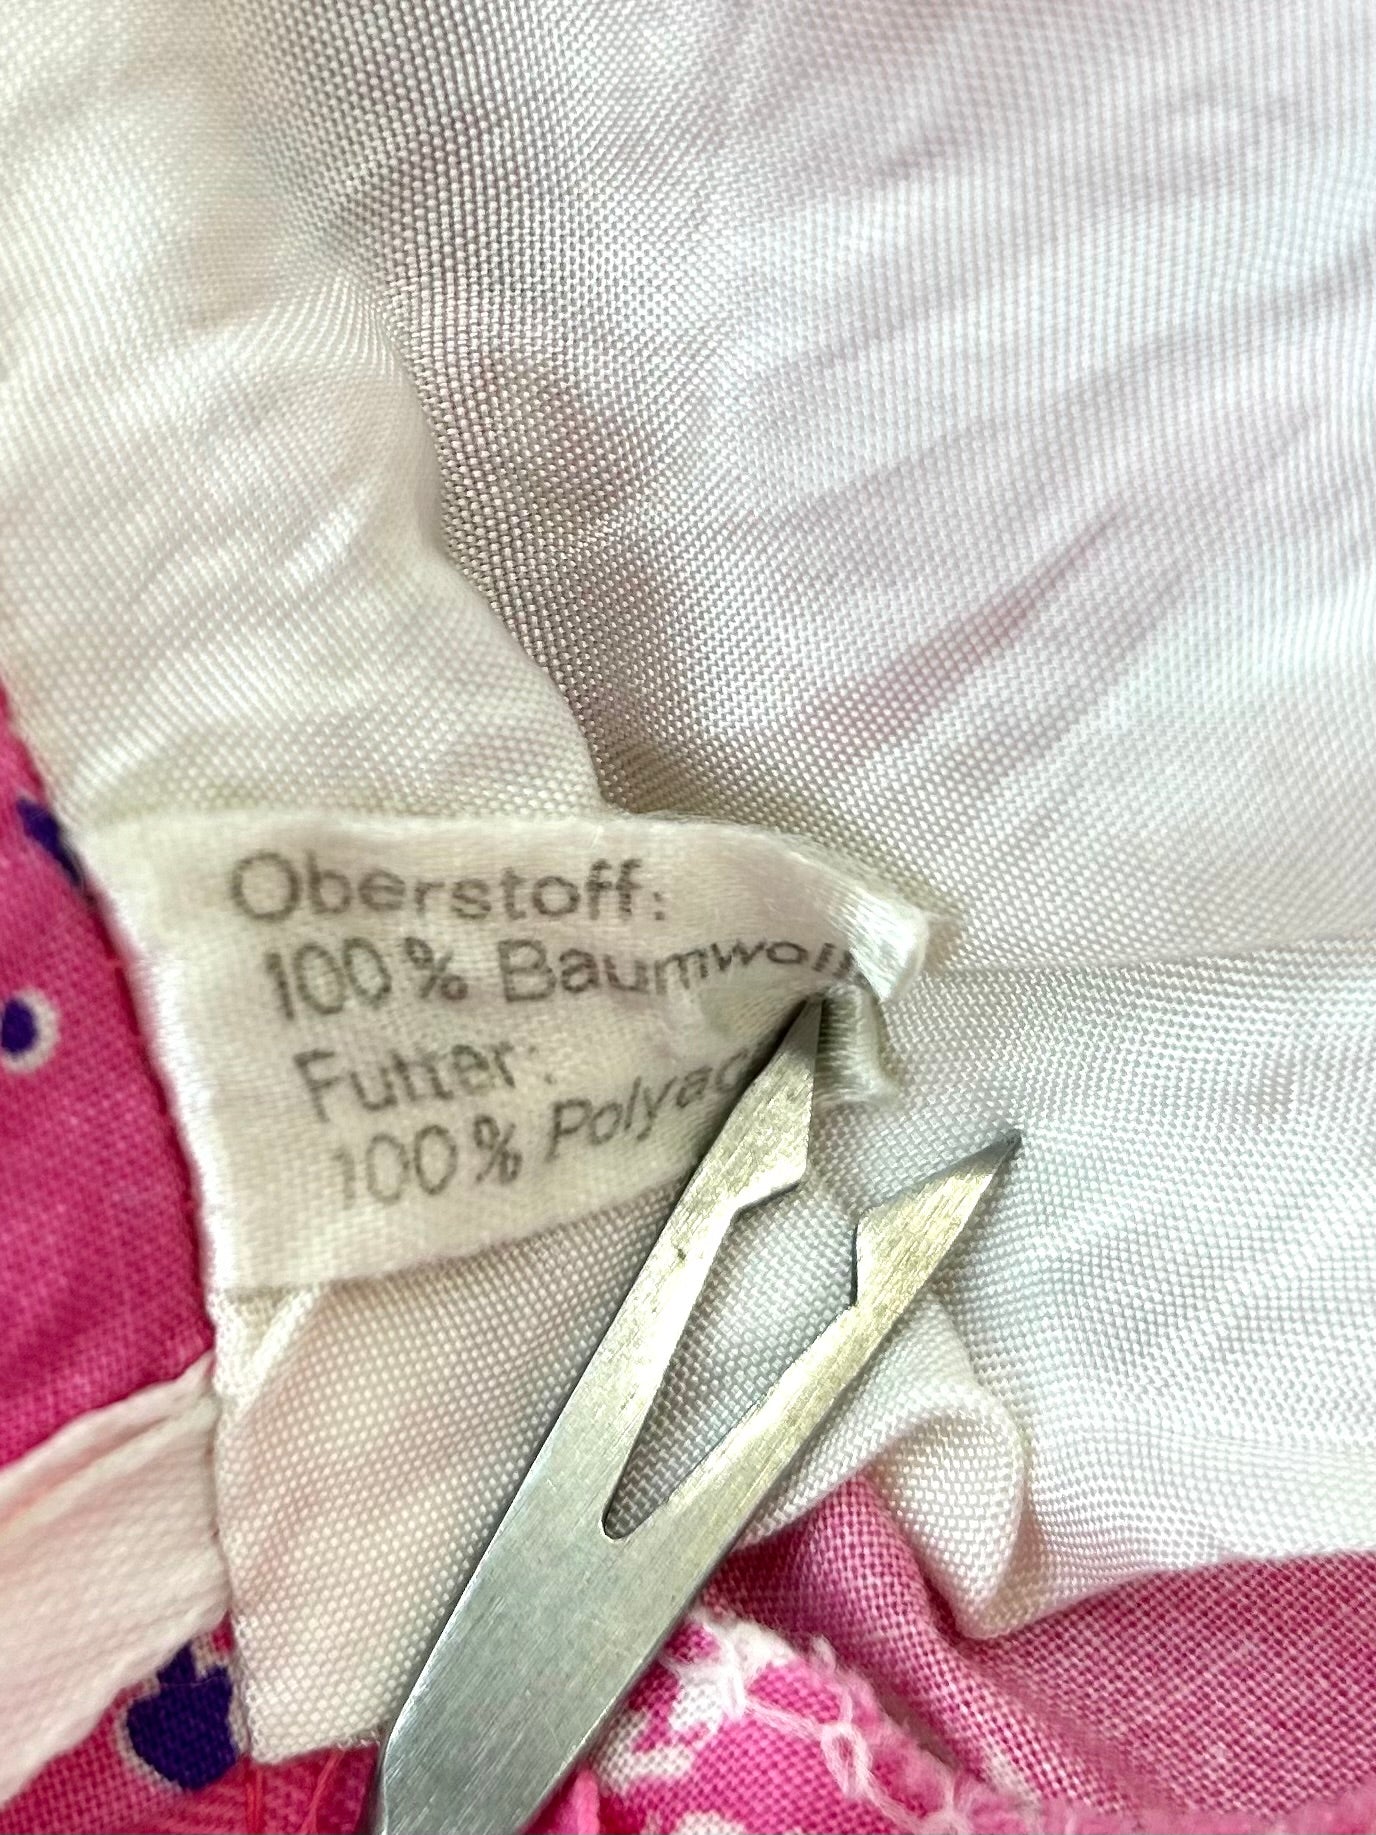 Oberstoff:
100% Baumwoll
Futter:
100% Polyac